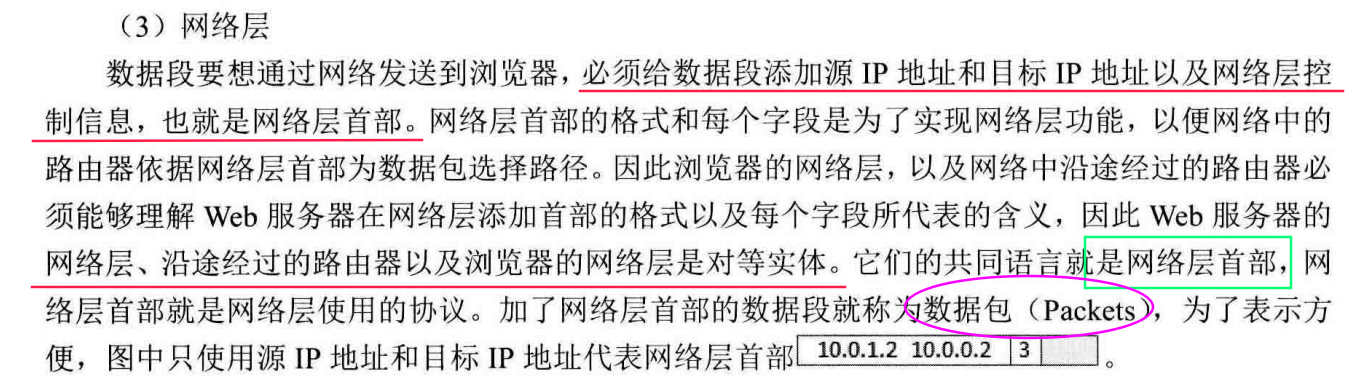 （3）网络层
数据段要想通过网络发送到浏览器，必须给数据段添加源 IP 地址和目标 IP 地址以及网络层控
制信息，也就是网络层首部。网络层首部的格式和每个字段是为了实现网络层功能，以便网络中的
路由器依据网络层首部为数据包选择路径。因此浏览器的网络层，以及网络中沿途经过的路由器必
须能够理解 Web 服务器在网络层添加首部的格式以及每个字段所代表的含义，因此 Web 服务器的
网络层、沿途经过的路由器以及浏览器的网络层是对等实体。它们的共同语言就是网络层首部，网
络层首部就是网络层使用的协议。加了网络层首部的数据段就称为数据包（Packets），为了表示方
便，图中只使用源 IP 地址和目标 IP 地址代表网络层首部 10.0.1.2 10.0.0.2 3 。